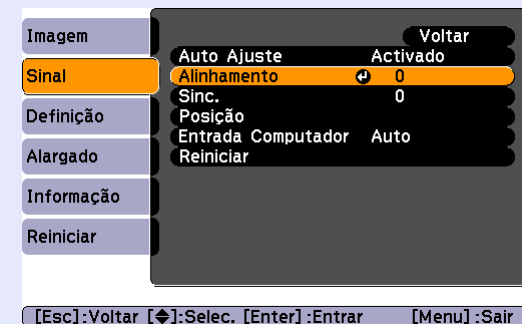 Imagem
Sinal
Definição
Alargado
Informação
Reiniciar
Voltar
Auto Ajuste Activado
Alinhamento 0
Sinc. 0
Posição
Entrada Computador Auto
Reiniciar
[Esc]:Voltar [◆]:Selec. [Enter]:Entrar [Menu]:Sair